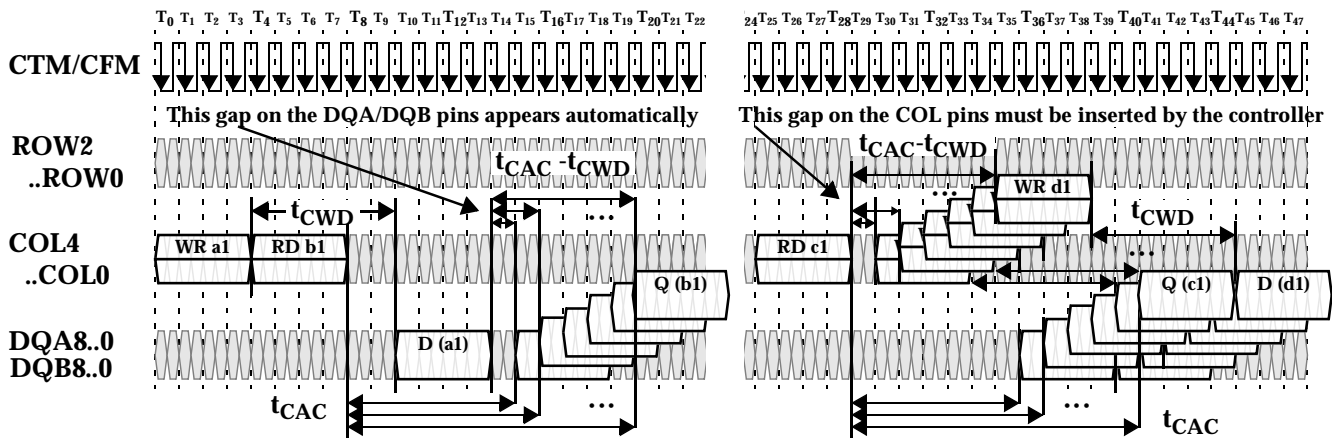 T0 T1 T2 T3 T4 T5 T6 T7 T8 T9 T10 T11 T12 T13 T14 T15 T16 T17 T18 T19 T20 T21 T22
24 T25 T26 T27 T28 T29 T30 T31 T32 T33 T34 T35 T36 T37 T38 T39 T40 T41 T42 T43 T44 T45 T46 T47
CTM/CFM
This gap on the DQA/DQB pins appears automatically
This gap on the COL pins must be inserted by the controller
ROW2
..ROW0
tCAC -tCWD
tCAC-tCWD
...
WR d1
tCWD
...
tCWD
COL4
..COL0
WR a1
RD b1
RD c1
...
Q (b1)
Q (c1)
D (d1)
DQA8..0
DQB8..0
D (a1)
tCAC
...
...
tCAC